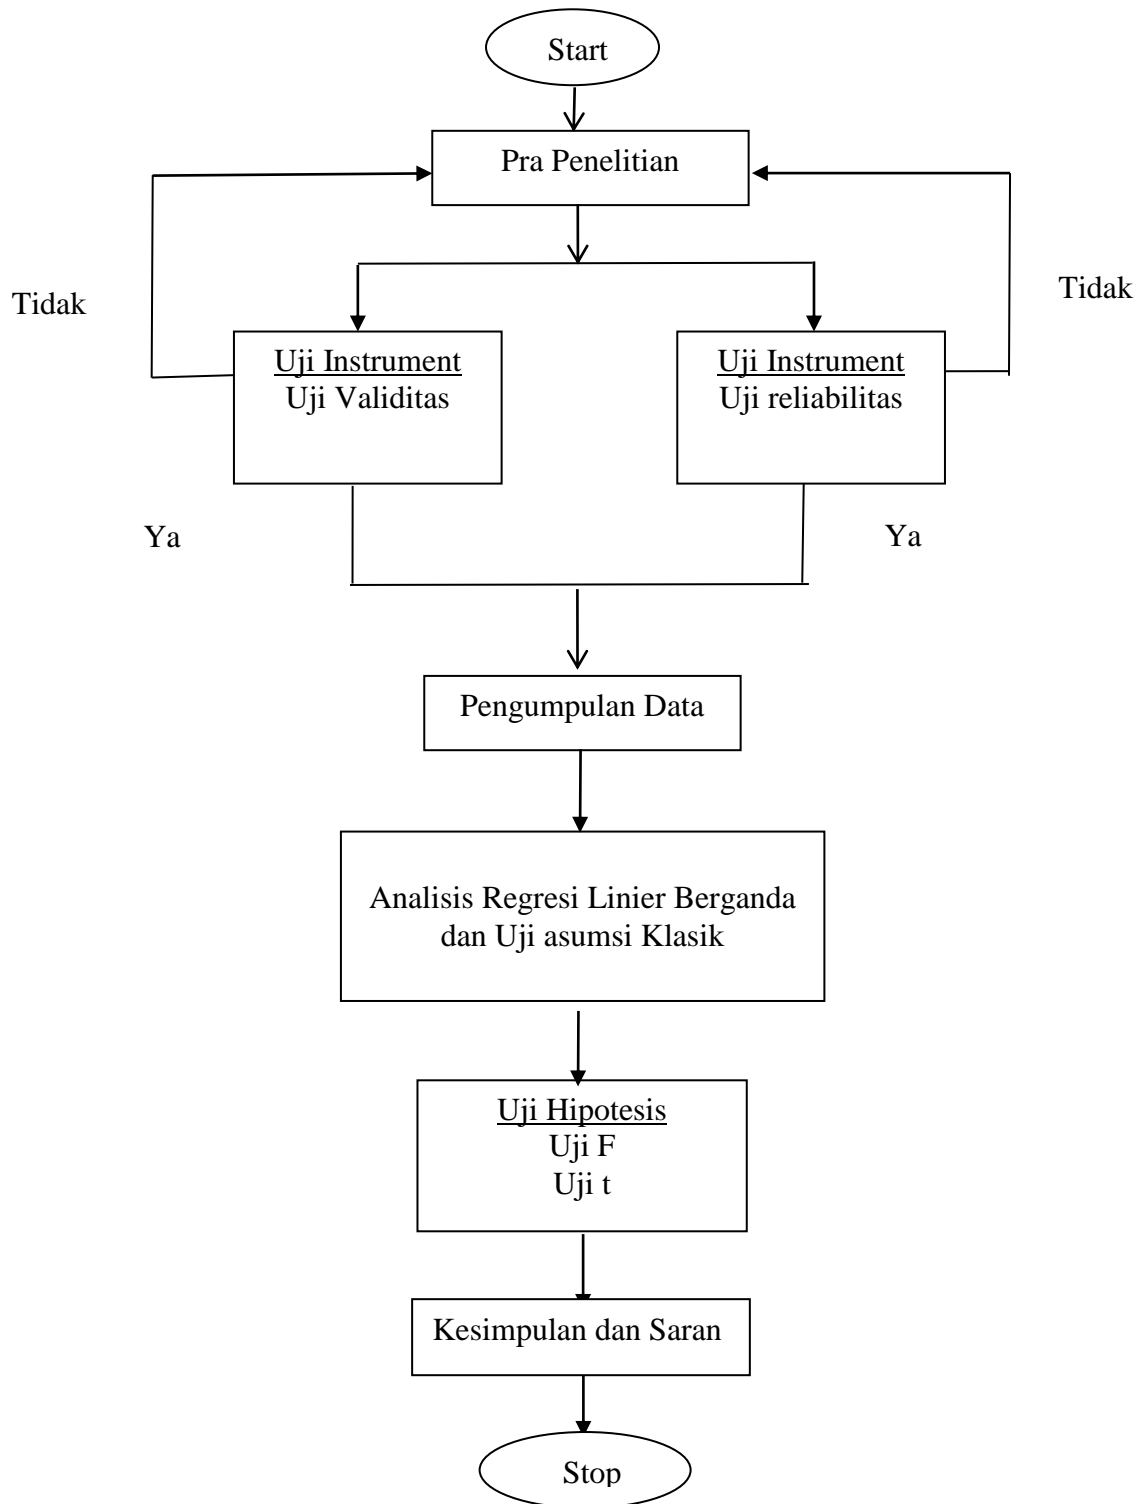 Start
Pra Penelitian
Tidak
Tidak
Uji Instrument
Uji Validitas
Uji Instrument
Uji reliabilitas
Ya
Ya
Pengumpulan Data
Analisis Regresi Linier Berganda
dan Uji asumsi Klasik
Uji Hipotesis
Uji F
Uji t
Kesimpulan dan Saran
Stop